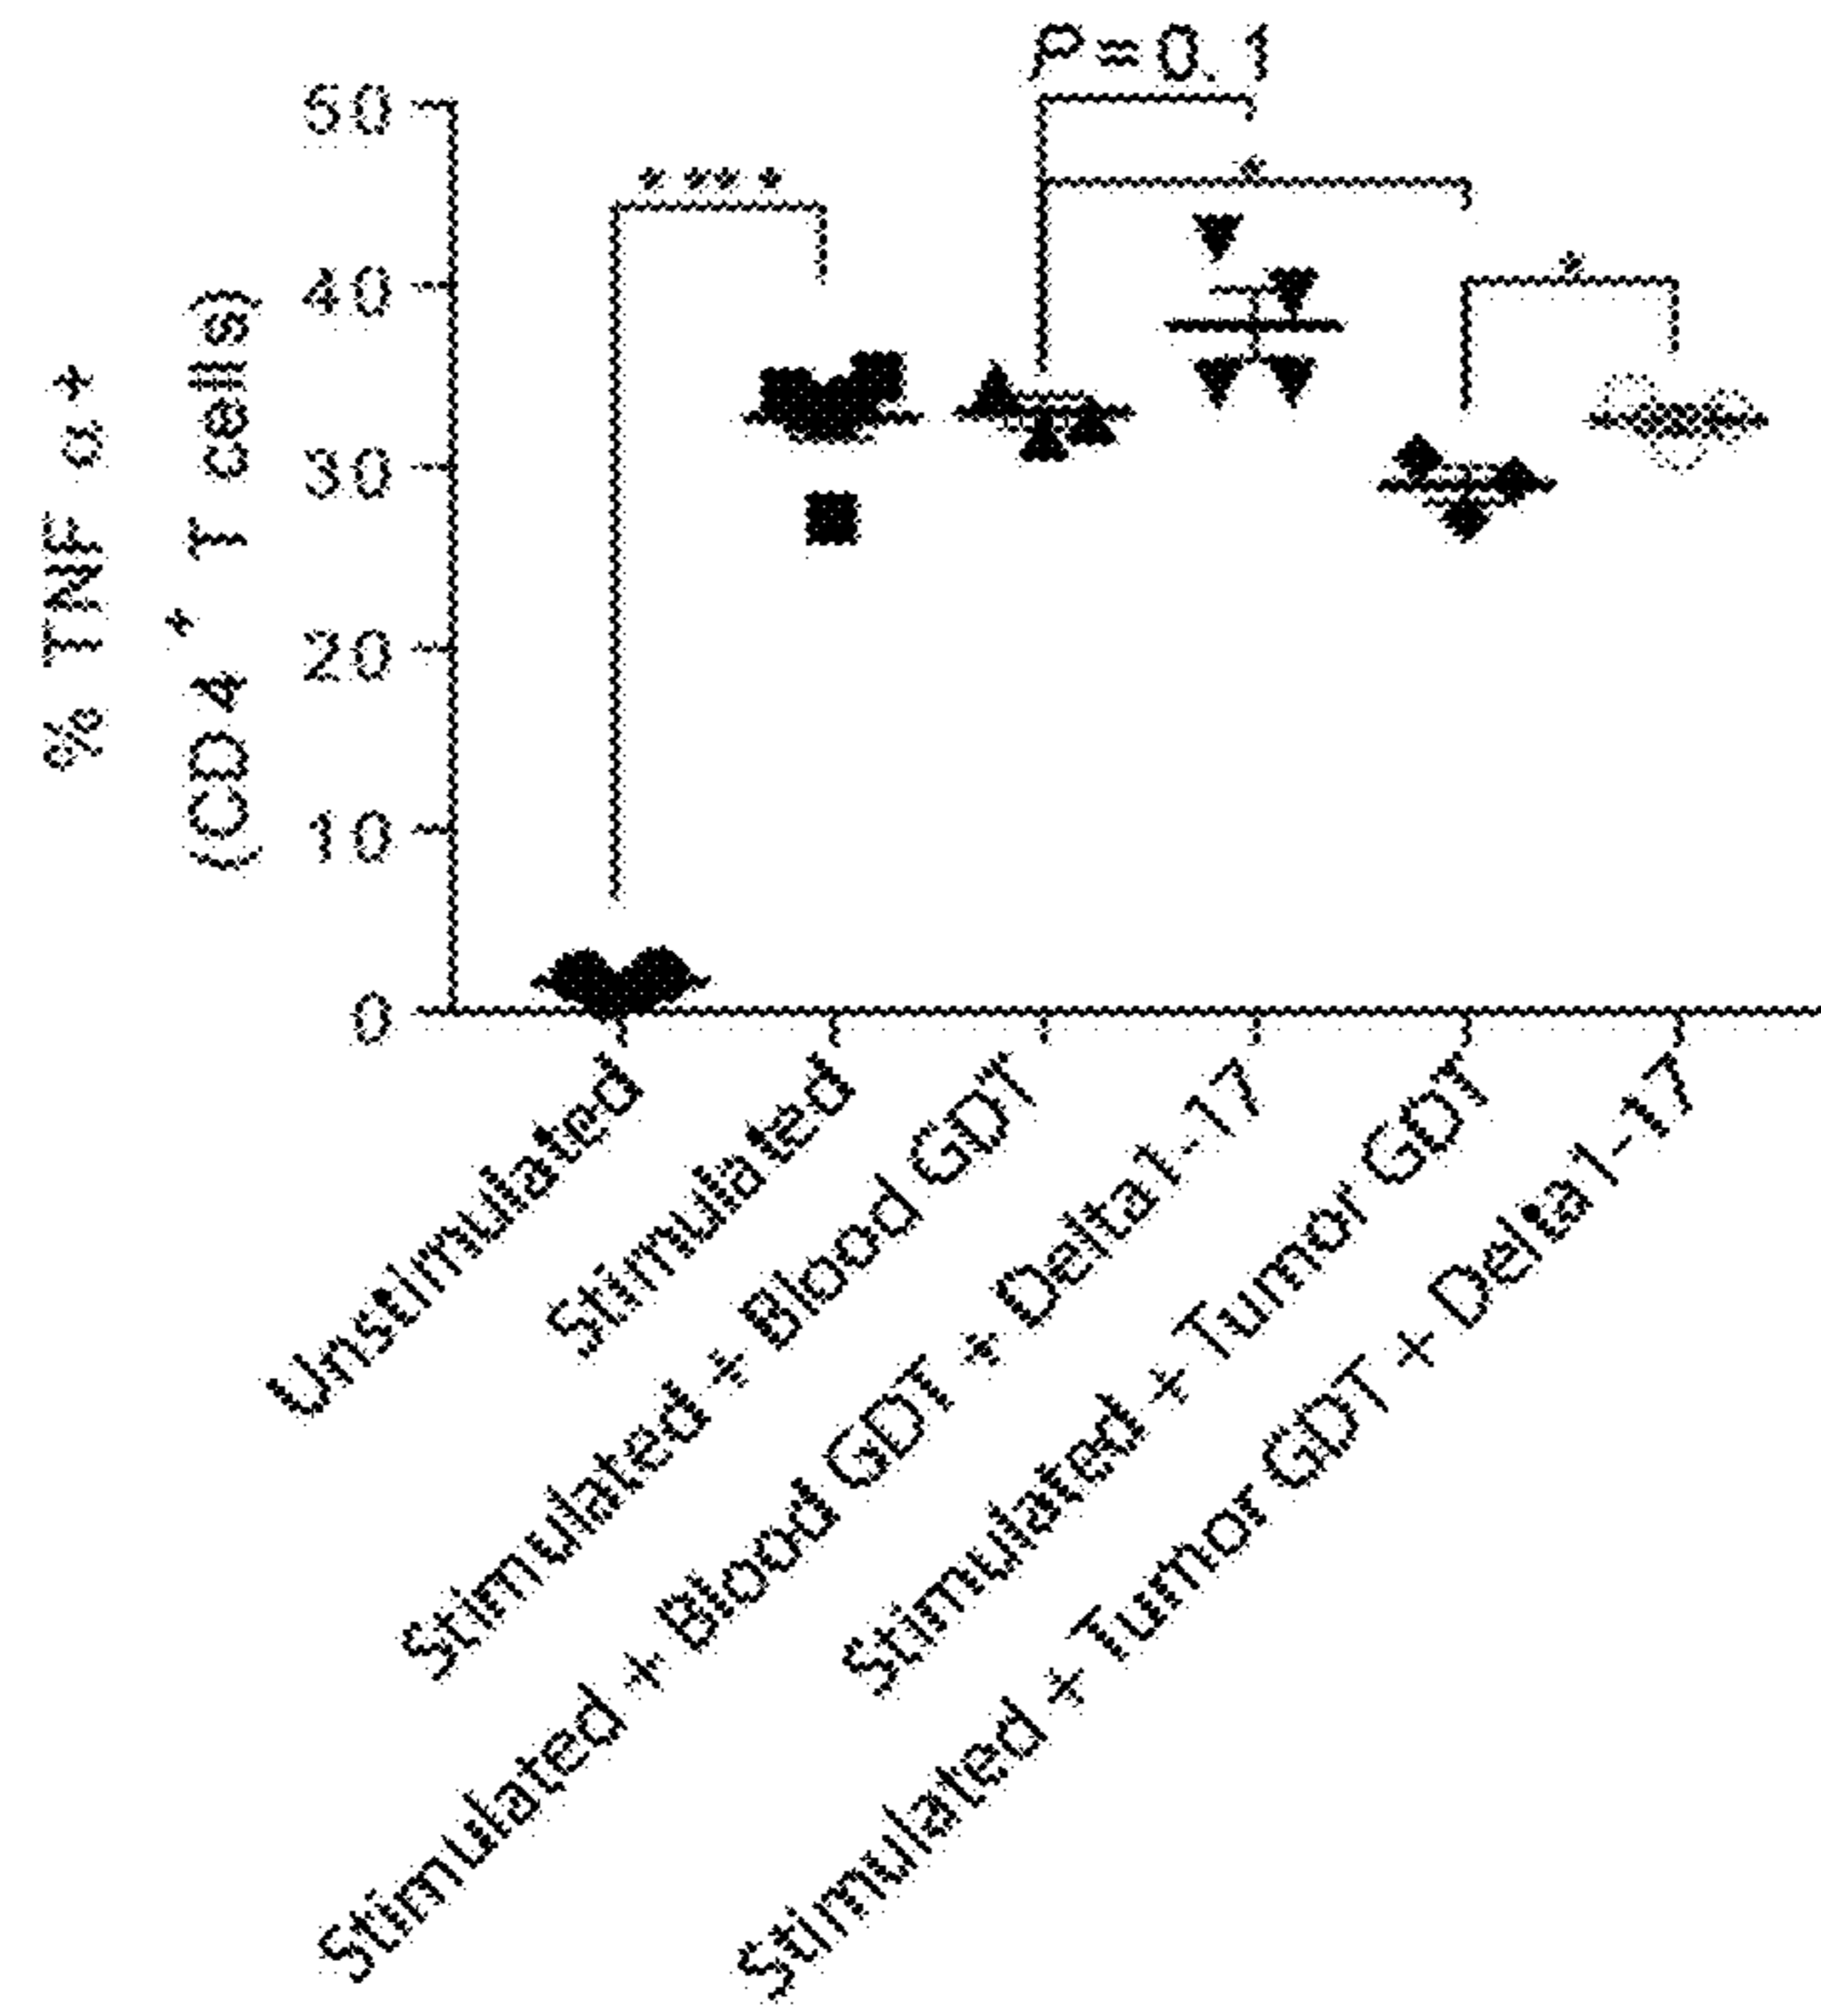 % TNF α+
(CD4+ T cells)
P=0.1
****
*
*
50
40
30
20
10
0
Unstimulated
Stimulated
Stimulated + Blood GDT
Stimulated + Blood GDT + Delta1-17
Stimulated + Tumor GDT
Stimulated + Tumor GDT + Delta1-17